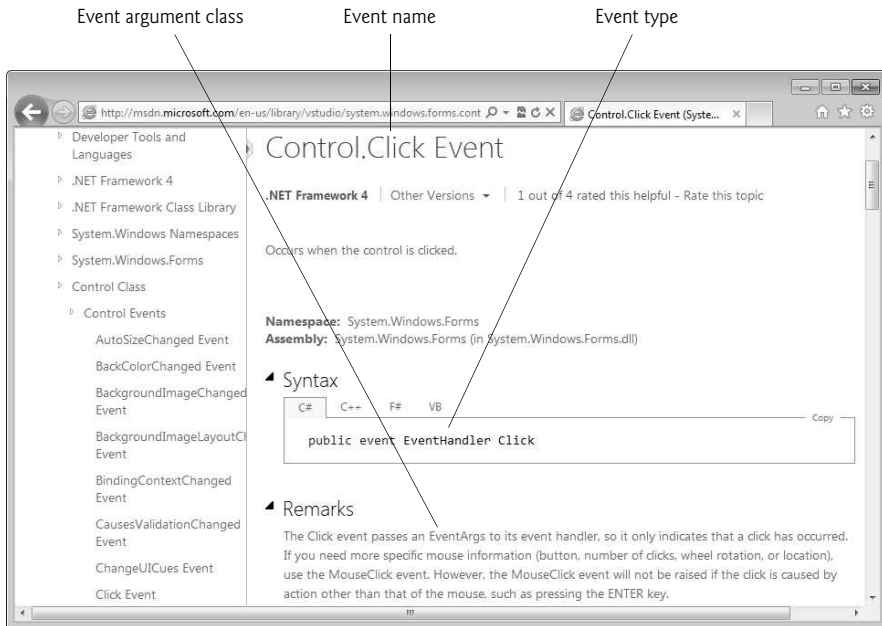 Event argument class
Event name
Event type
http://msdn.microsoft.com/en-us/library/vstudio/system.windows.forms.cont
Control.Click Event (Syste...
Developer Tools and
Languages
.NET Framework 4
.NET Framework Class Library
System.Windows Namespaces
System.Windows.Forms
Control Class
Control Events
AutoSizeChanged Event
BackColorChanged Event
BackgroundImageChanged
Event
BackgroundImageLayoutCl
Event
BindingContextChanged
Event
CausesValidationChanged
Event
ChangeUICues Event
Click Event
Control.Click Event
.NET Framework 4 | Other Versions | 1 out of 4 rated this helpful - Rate this topic
Occurs when the control is clicked.
Namespace: System.Windows.Forms
Assembly: System.Windows.Forms (in System.Windows.Forms.dll)
Syntax
C# C++ F# VB
Copy
public event EventHandler Click
Remarks
The Click event passes an EventArgs to its event handler, so it only indicates that a click has occurred.
If you need more specific mouse information (button, number of clicks, wheel rotation, or location),
use the MouseClick event. However, the MouseClick event will not be raised if the click is caused by
action other than that of the mouse, such as pressing the ENTER key.